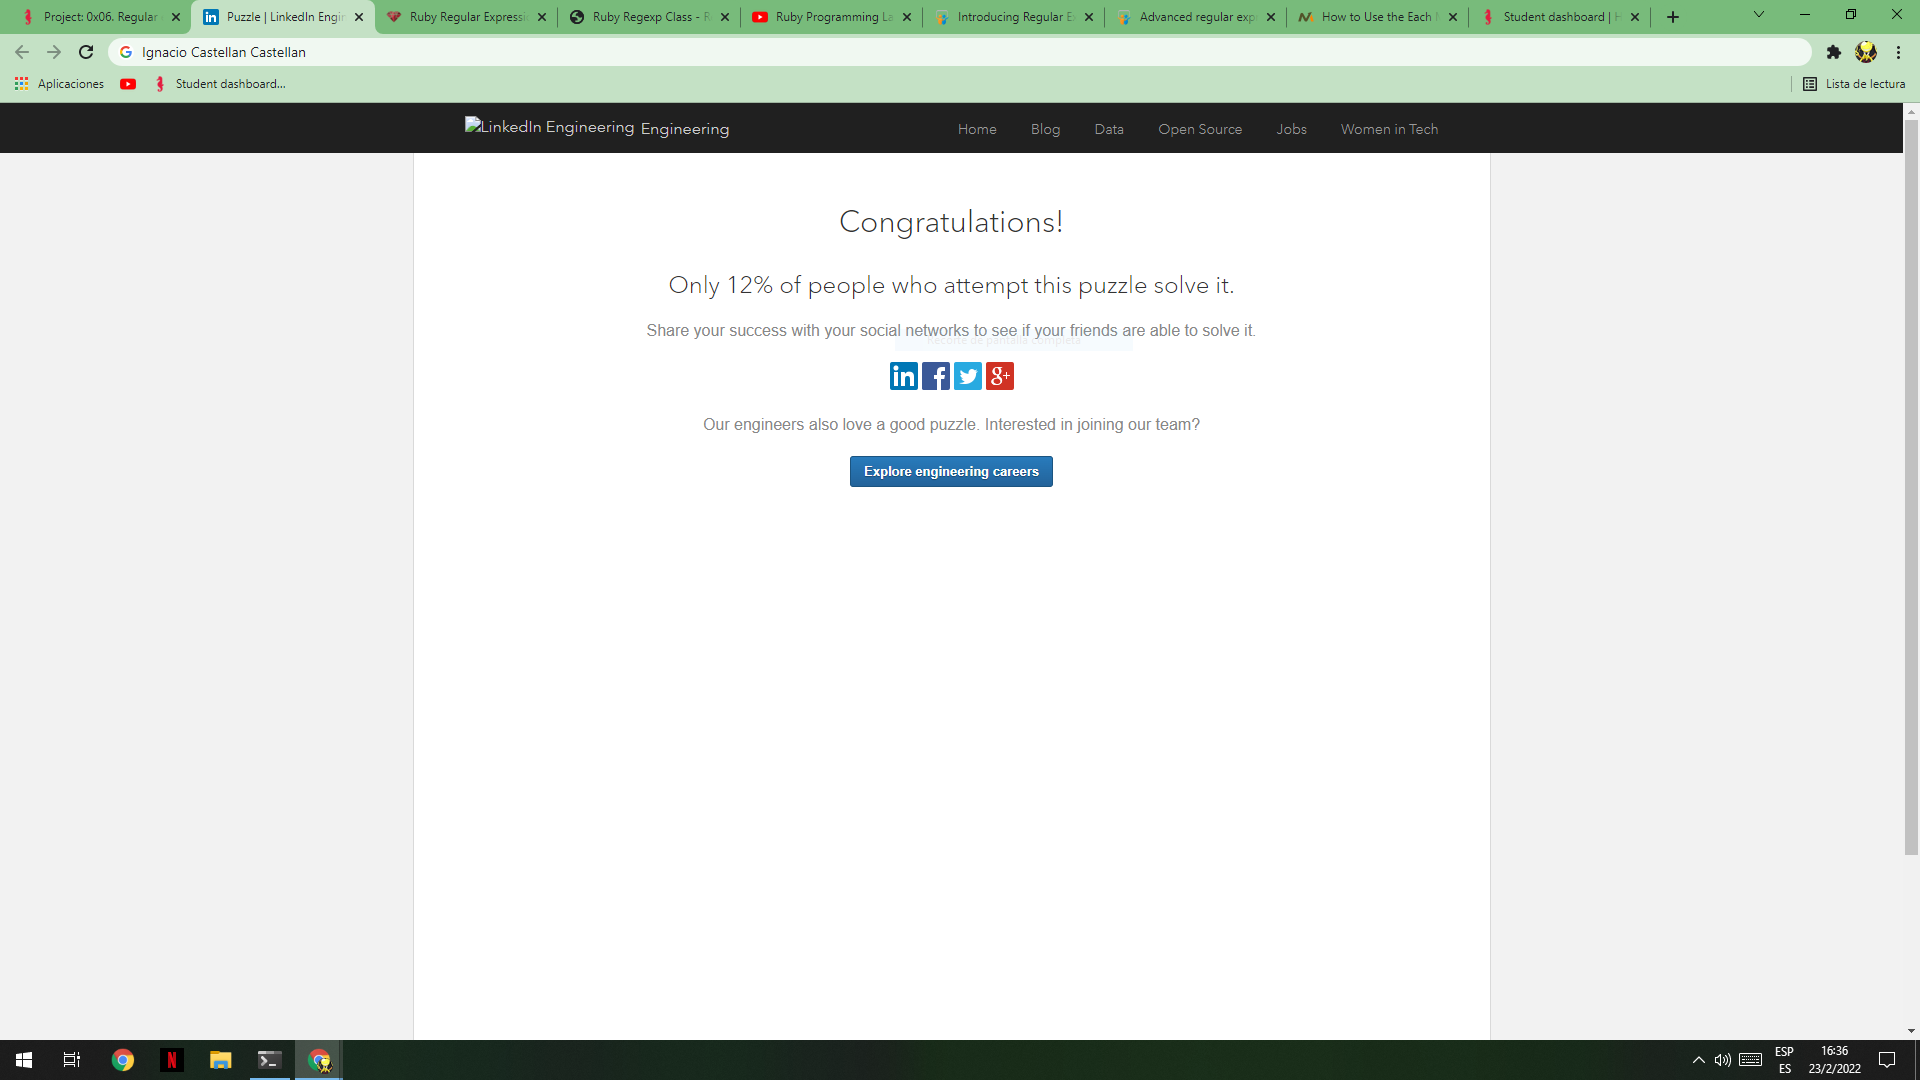 Project: 0x06. Regular
Puzzle | LinkedIn Engin
Ruby Regular Expressi
Ruby Regexp Class - R
Ruby Programming La
Introducing Regular E
Advanced regular exp
How to Use the Each
Student dashboard | H
Ignacio Castellan Castellan
Aplicaciones
Student dashboard...
Lista de lectura
LinkedIn Engineering Engineering
Home Blog Data Open Source Jobs Women in Tech
Congratulations!
Only 12% of people who attempt this puzzle solve it.
Share your success with your social networks to see if your friends are able to solve it.
Recorte de pantalla completa
in f g+
Our engineers also love a good puzzle. Interested in joining our team?
Explore engineering careers
ESP
ES
16:36
23/2/2022